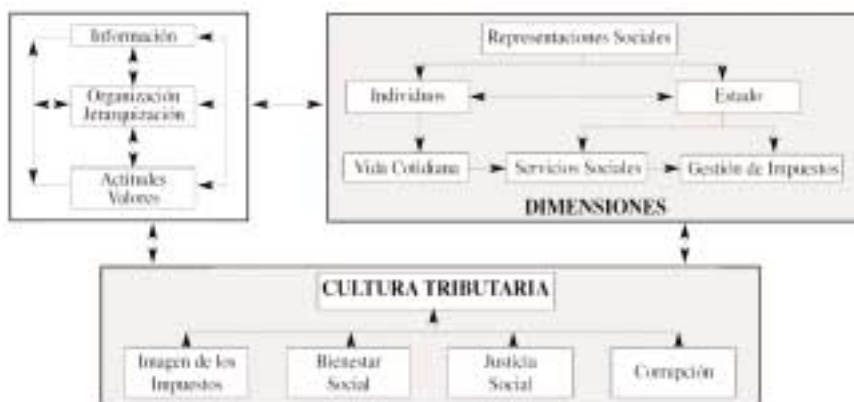 Información
Organización
Jerarquización
Actitudes
Valores
Representaciones Sociales
Individuos
Estado
Vida Cotidiana
Servicios Sociales
Gestión de Impuestos
DIMENSIONES
CULTURA TRIBUTARIA
Imagen de los
Impuestos
Bienestar
Social
Justicia
Social
Corrupción